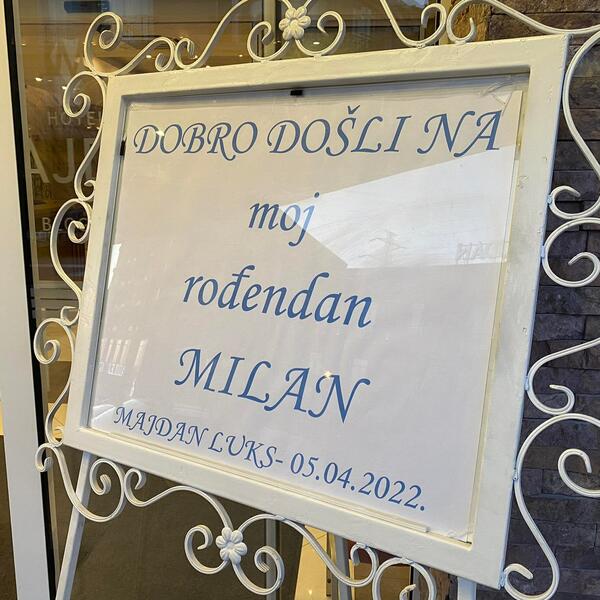 DOBRO DOŠLI NA
moj
rođendan
MILAN
MAJDAN LUKS- 05.04.2022.